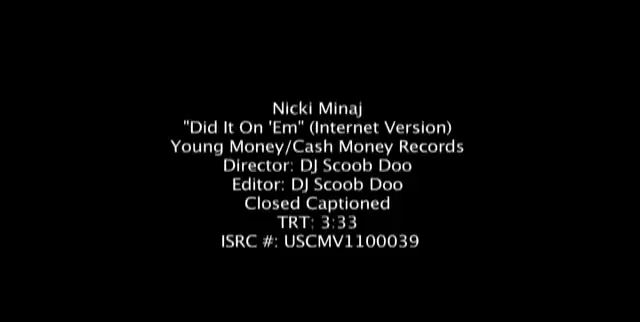 Nicki Minaj
"Did It On 'Em" (Internet Version)
Young Money/Cash Money Records
Director: DJ Scoob Doo
Editor: DJ Scoob Doo
Closed Captioned
TRT: 3:33
ISRC #: USCMV1100039